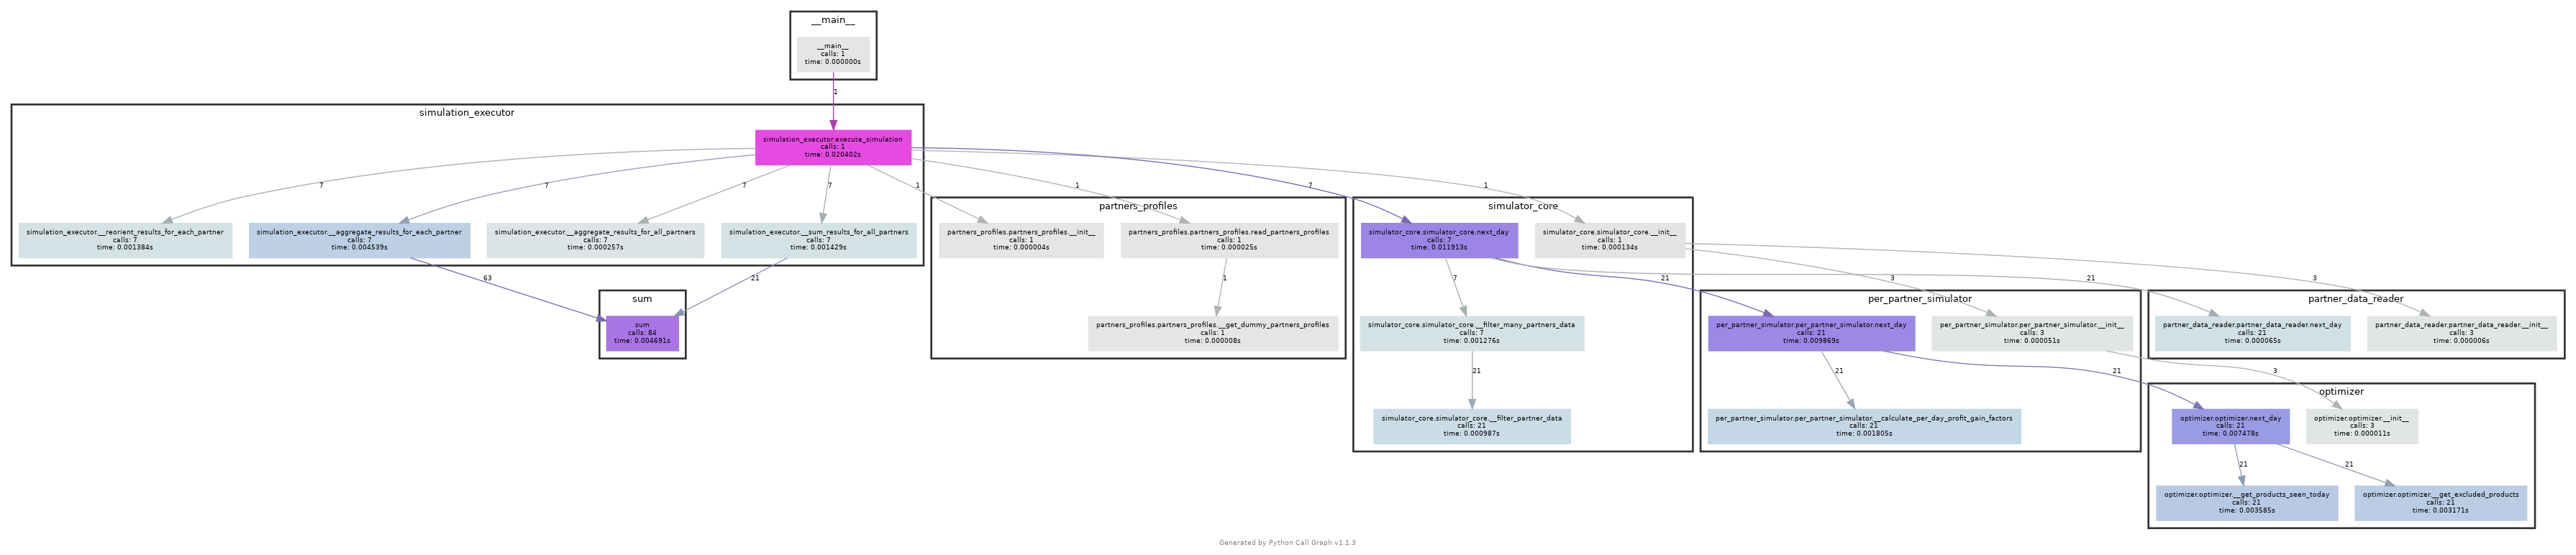 __main__
__main__
calls: 1
time: 0.000000s
1
simulation_executor
simulation_executor.execute_simulation
calls: 1
time: 0.020402s
7
7
7
7
1
1
7
1
simulation_executor.__reorient_results_for_each_partner
calls: 7
time: 0.001384s
simulation_executor.__aggregate_results_for_each_partner
calls: 7
time: 0.004539s
simulation_executor.__aggregate_results_for_all_partners
calls: 7
time: 0.000257s
simulation_executor.__sum_results_for_all_partners
calls: 7
time: 0.001429s
partners_profiles
partners_profiles.partners_profiles.__init__
calls: 1
time: 0.000004s
partners_profiles.partners_profiles.read_partners_profiles
calls: 1
time: 0.000025s
simulator_core
simulator_core.simulator_core.next_day
calls: 7
time: 0.011913s
simulator_core.simulator_core.__init__
calls: 1
time: 0.000134s
63
21
1
7
21
3
21
3
sum
sum
calls: 84
time: 0.004691s
partners_profiles.partners_profiles.__get_dummy_partners_profiles
calls: 1
time: 0.000008s
simulator_core.simulator_core.__filter_many_partners_data
calls: 7
time: 0.001276s
per_partner_simulator
per_partner_simulator.per_partner_simulator.next_day
calls: 21
time: 0.009869s
per_partner_simulator.per_partner_simulator.__init__
calls: 3
time: 0.000051s
partner_data_reader
partner_data_reader.partner_data_reader.next_day
calls: 21
time: 0.000065s
partner_data_reader.partner_data_reader.__init__
calls: 3
time: 0.000006s
21
21
21
3
simulator_core.simulator_core.__filter_partner_data
calls: 21
time: 0.000987s
per_partner_simulator.per_partner_simulator.__calculate_per_day_profit_gain_factors
calls: 21
time: 0.001805s
optimizer
optimizer.optimizer.next_day
calls: 21
time: 0.007478s
optimizer.optimizer.__init__
calls: 3
time: 0.000011s
21
21
optimizer.optimizer.__get_products_seen_today
calls: 21
time: 0.003585s
optimizer.optimizer.__get_excluded_products
calls: 21
time: 0.003171s
Generated by Python Call Graph v1.1.3